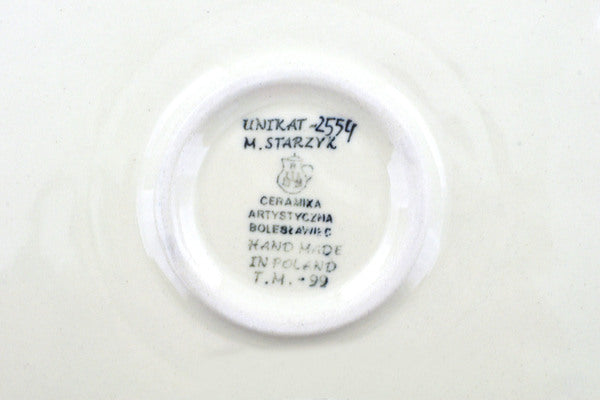 UNIKAT-2554
M. STARZYK
CERAMIKA
ARTYSTYCZNA
BOLESŁAWIEC
HAND MADE
IN POLAND
T.M.-99